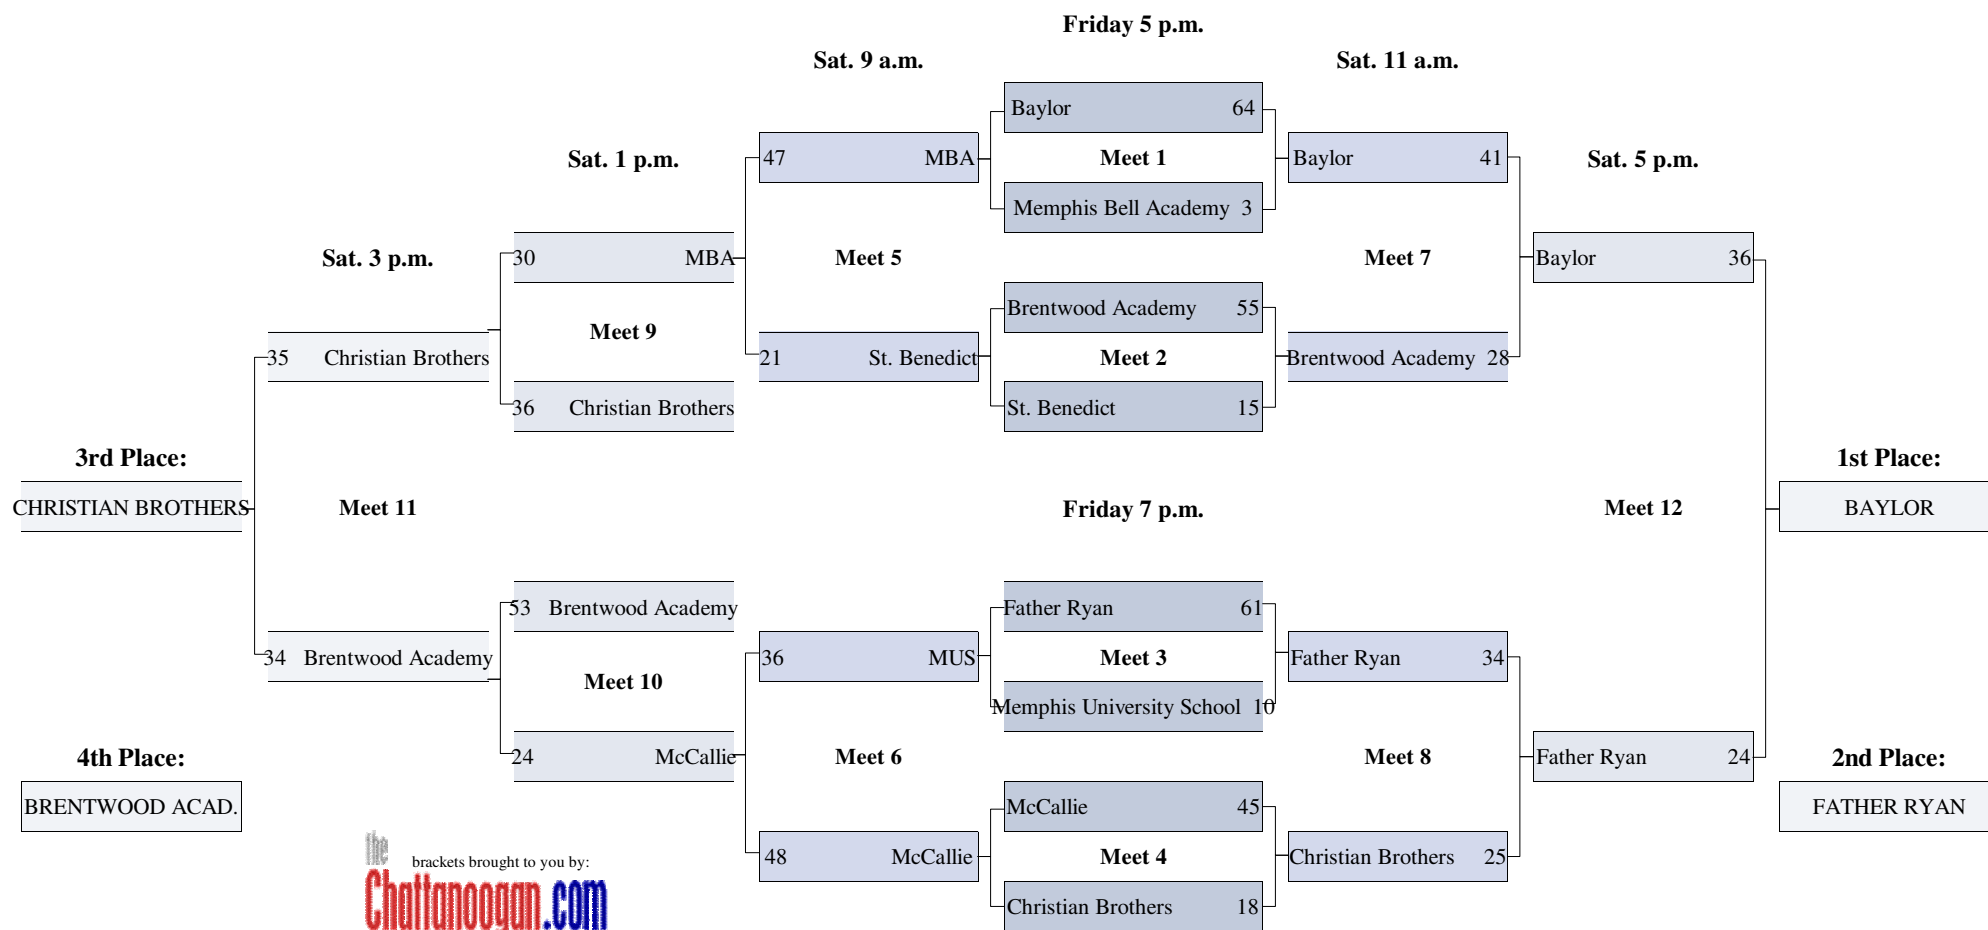 Friday 5 p.m.
Sat. 9 a.m. Sat. 11 a.m.
Baylor 64
47 MBA Meet 1 Baylor 41
Sat. 1 p.m. Sat. 5 p.m.
Memphis Bell Academy 3
Sat. 3 p.m. 30 MBA Meet 5 Meet 7 Baylor 36
Brentwood Academy 55
Meet 9
35 Christian Brothers 21 St. Benedict Meet 2 Brentwood Academy 28
36 Christian Brothers St. Benedict 15
3rd Place: 1st Place:
CHRISTIAN BROTHERS Meet 11 Friday 7 p.m. Meet 12 BAYLOR
53 Brentwood Academy Father Ryan 61
34 Brentwood Academy 36 MUS Meet 3 Father Ryan 34
Meet 10
Memphis University School 10
4th Place: 24 McCallie Meet 6 Meet 8 Father Ryan 24 2nd Place:
BRENTWOOD ACAD. McCallie 45 FATHER RYAN
the brackets brought to you by: 48 McCallie Meet 4 Christian Brothers 25
Chattanoogan.com Christian Brothers 18